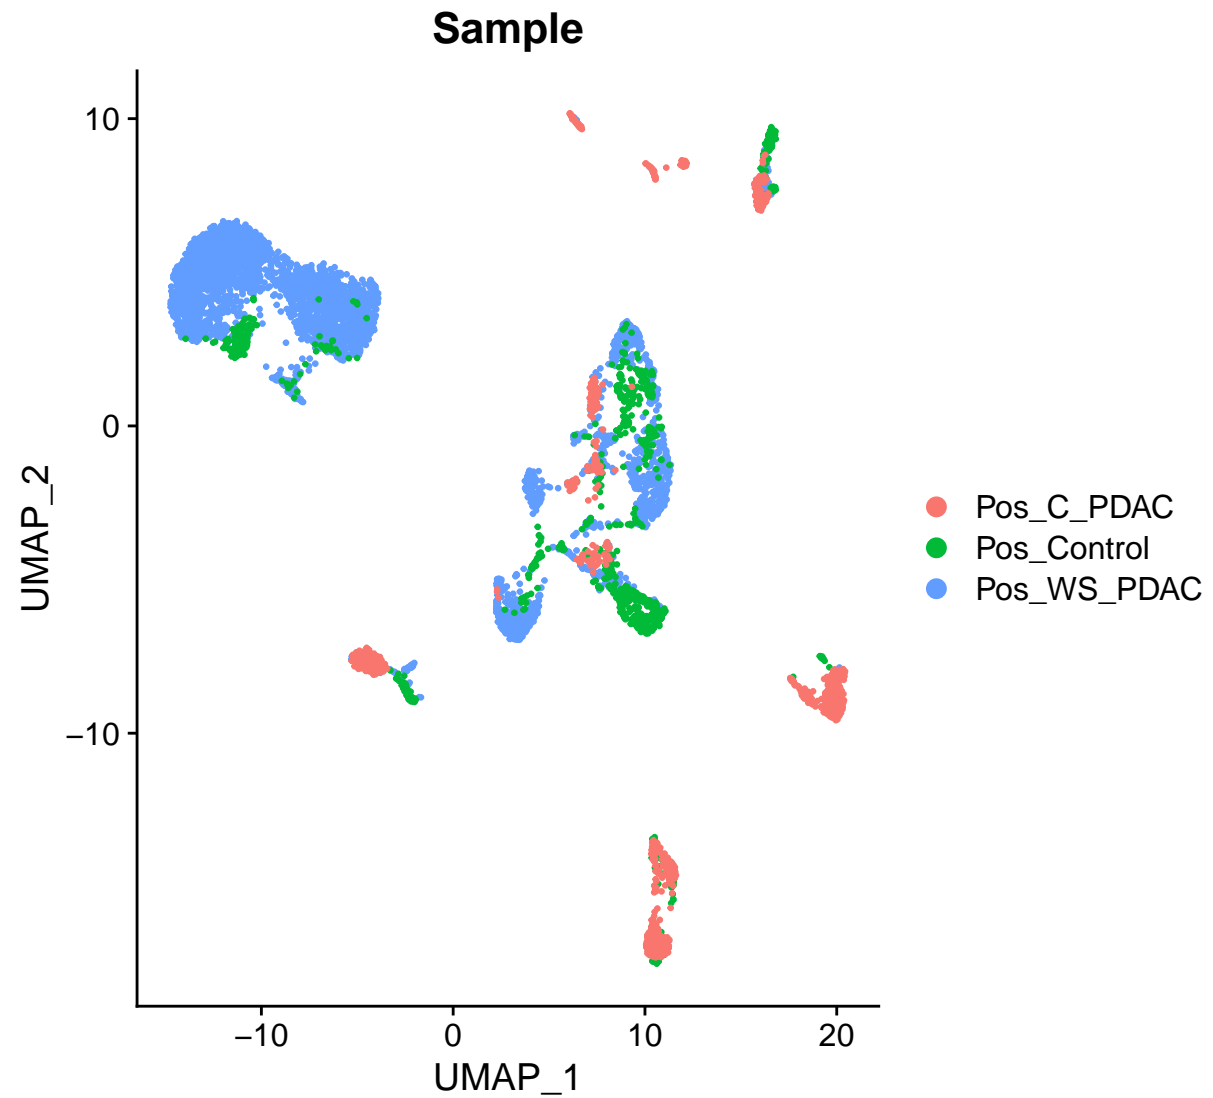 Sample
10
0
−10
UMAP_2
−10
0
10
20
UMAP_1
Pos_C_PDAC
Pos_Control
Pos_WS_PDAC